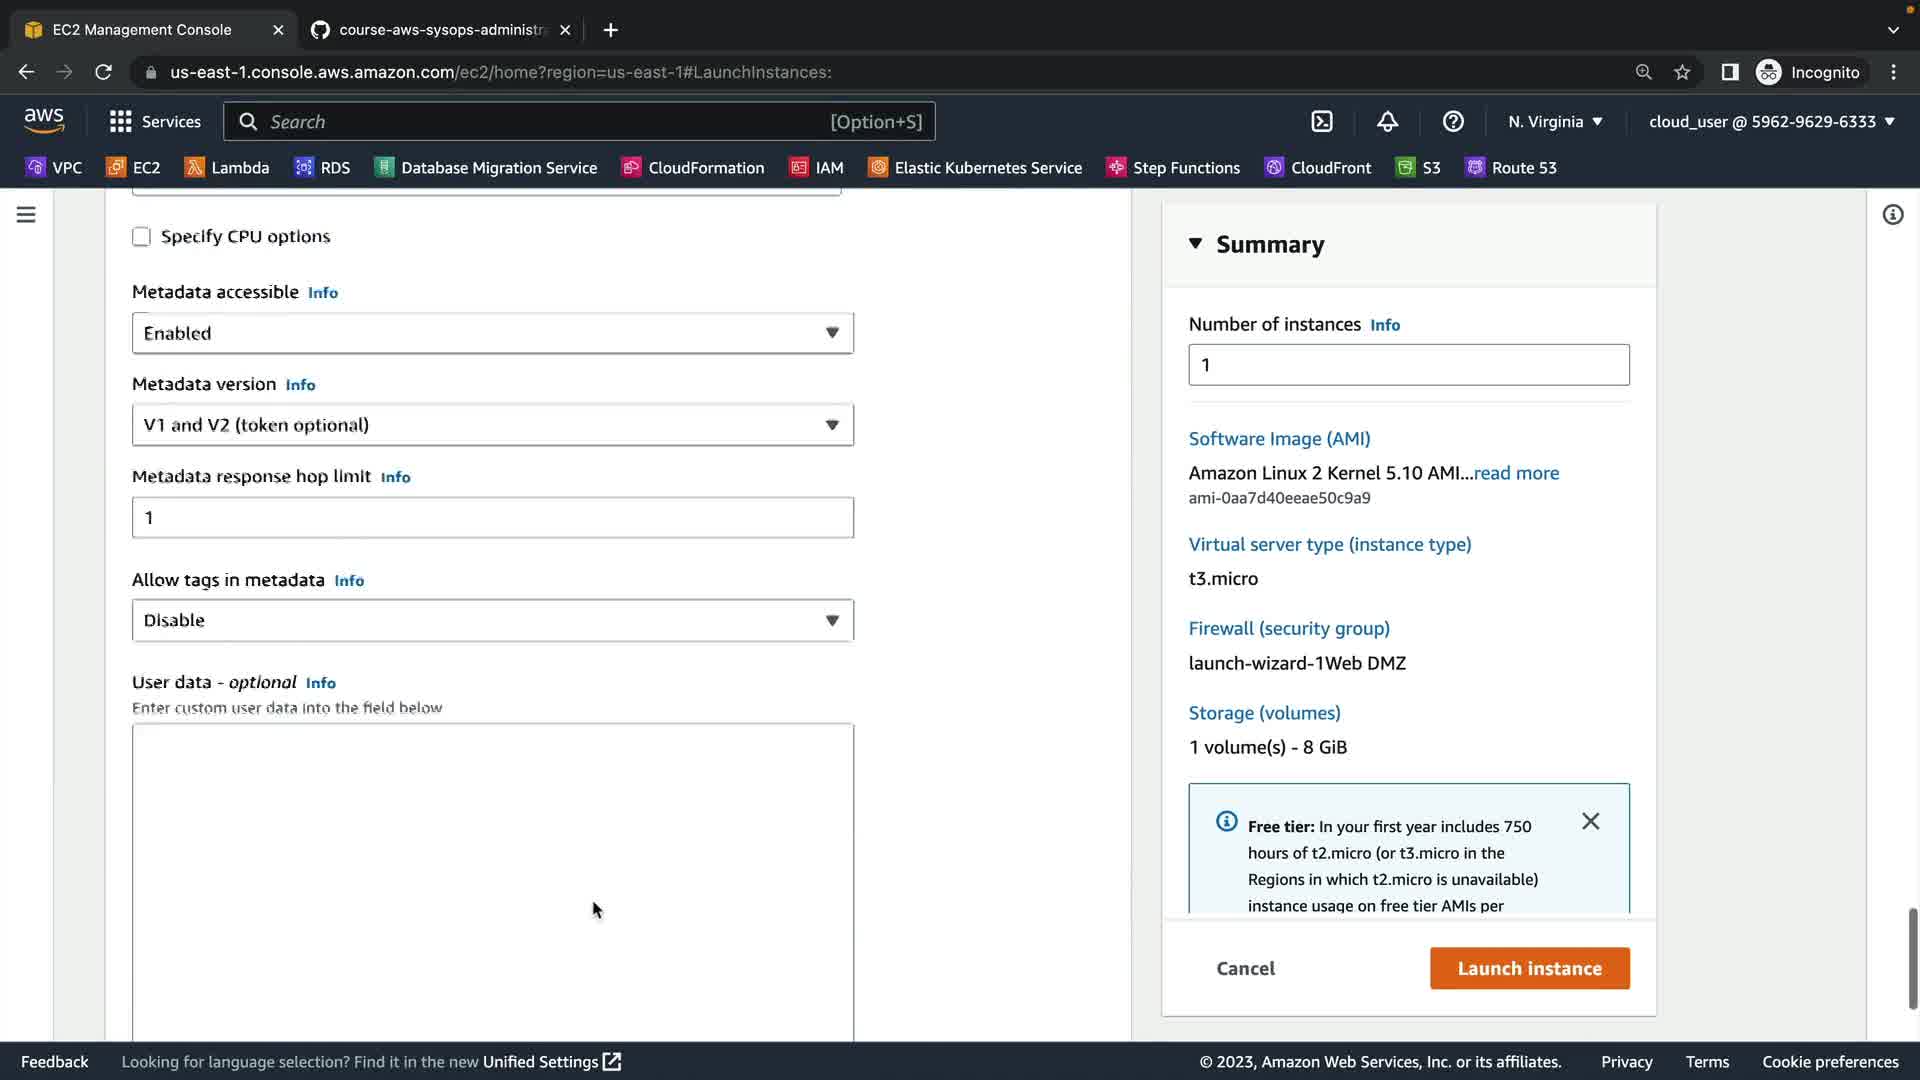 EC2 Management Console
course-aws-sysops-administr
us-east-1.console.aws.amazon.com/ec2/home?region=us-east-1#LaunchInstances:
Incognito
aws
Services
Search
[Option+S]
N. Virginia
cloud_user @ 5962-9629-6333
VPC
EC2
Lambda
RDS
Database Migration Service
CloudFormation
IAM
Elastic Kubernetes Service
Step Functions
CloudFront
S3
Route 53
Specify CPU options
Metadata accessible Info
Enabled
Metadata version Info
V1 and V2 (token optional)
Metadata response hop limit Info
1
Allow tags in metadata Info
Disable
User data - optional Info
Enter custom user data into the field below
Summary
Number of instances Info
1
Software Image (AMI)
Amazon Linux 2 Kernel 5.10 AMI...read more
ami-0aa7d40eeae50c9a9
Virtual server type (instance type)
t3.micro
Firewall (security group)
launch-wizard-1Web DMZ
Storage (volumes)
1 volume(s) - 8 GiB
Free tier: In your first year includes 750
hours of t2.micro (or t3.micro in the
Regions in which t2.micro is unavailable)
instance usage on free tier AMIs per
Cancel
Launch instance
Feedback
Looking for language selection? Find it in the new Unified Settings
© 2023, Amazon Web Services, Inc. or its affiliates.
Privacy
Terms
Cookie preferences